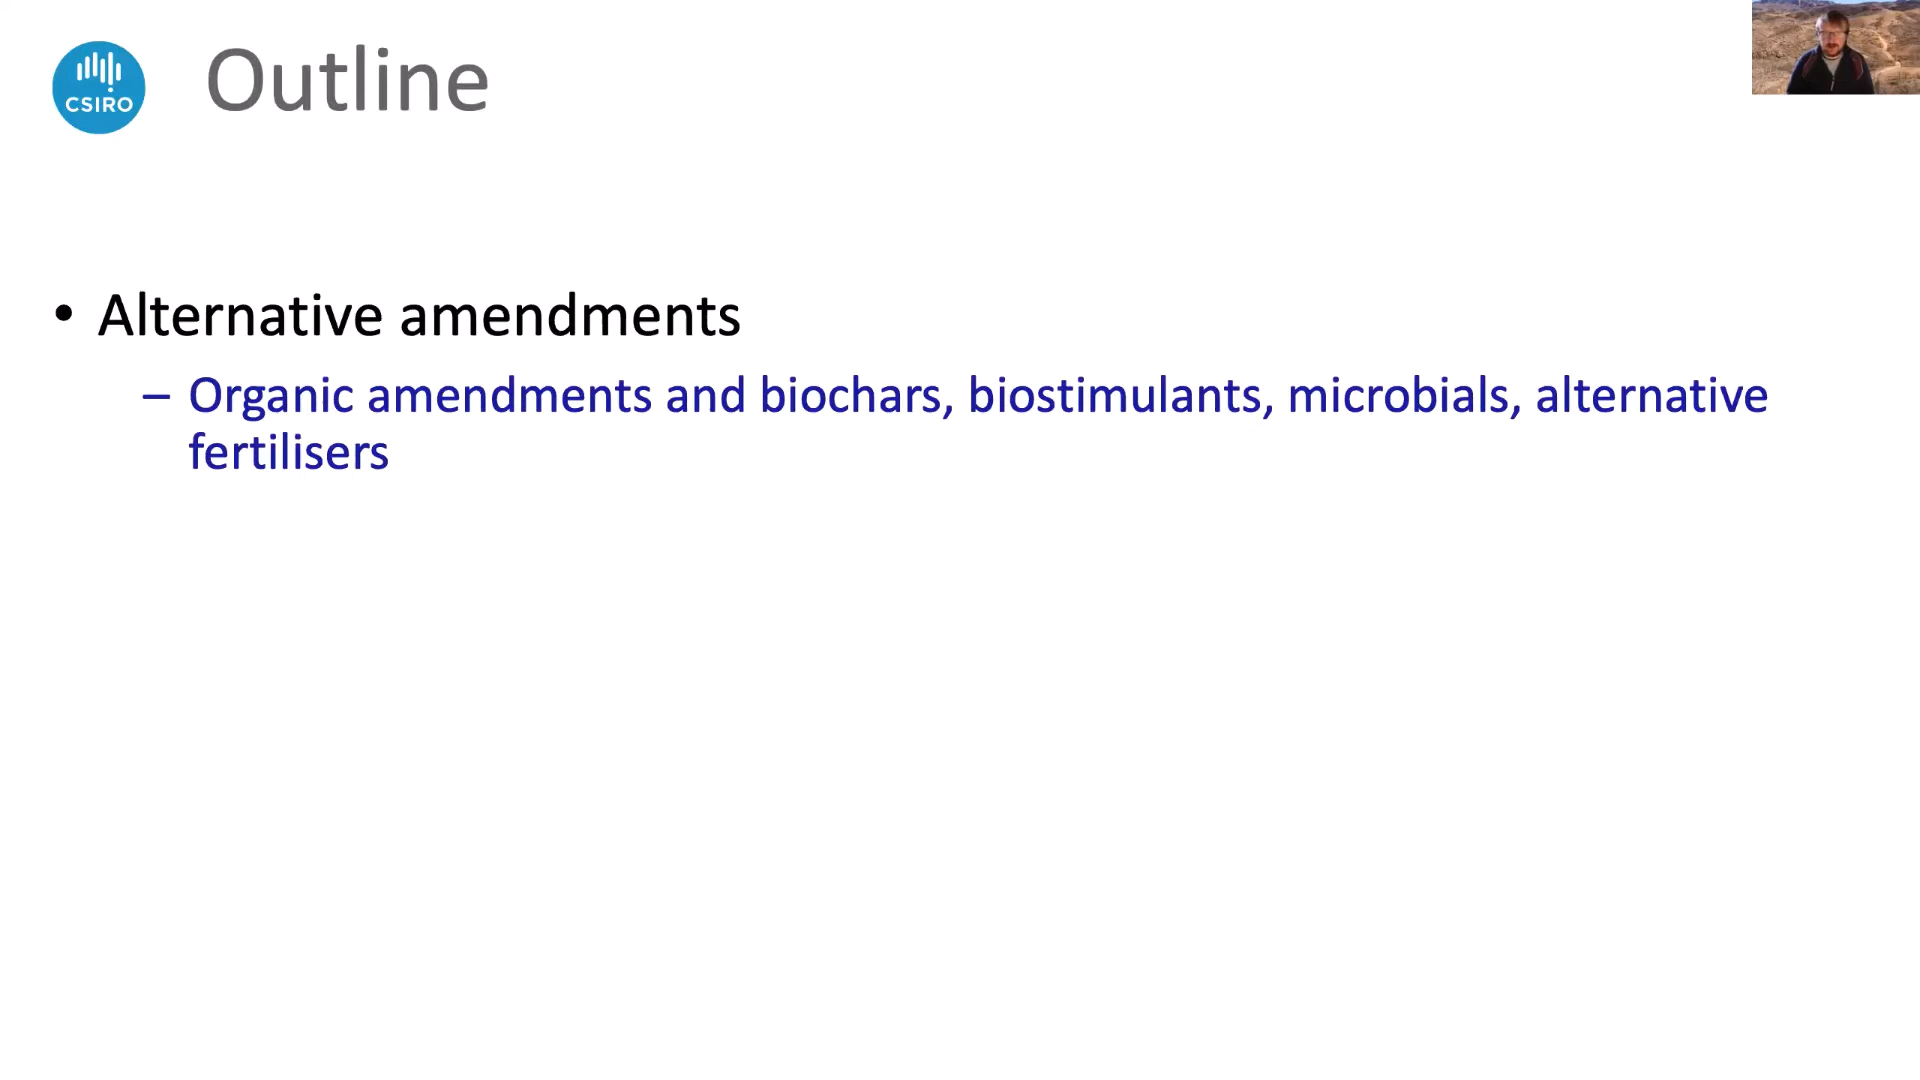 CSIRO
Outline
• Alternative amendments
– Organic amendments and biochars, biostimulants, microbials, alternative
fertilisers